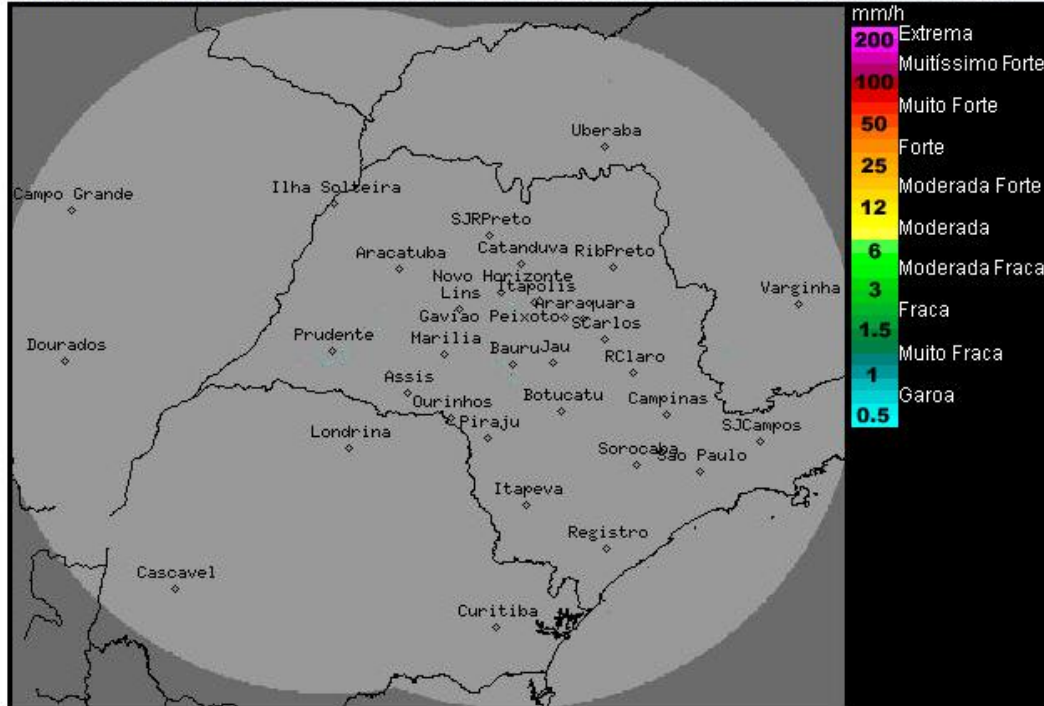 mm/h
200 Extrema
Muitíssimo Forte
100
Muito Forte
50
Forte
25
Moderada Forte
12
Moderada
6
Moderada Fraca
3
Fraca
1.5
Muito Fraca
1
Garoa
0.5
Uberaba
Campo Grande
Ilha Solteira
SJRPreto
Aracatuba
Catanduva
RibPreto
Novo Horizonte
Itapolis
Lins
Araraquara
Varginha
Gaviao Peixoto
SCarlos
Prudente
Marilia
Dourados
Bauru
Jau
RClaro
Assis
Ourinhos
Botucatu
Campinas
Piraju
Londrina
SJCampos
Sorocaba
Sao Paulo
Itapeva
Registro
Cascavel
Curitiba